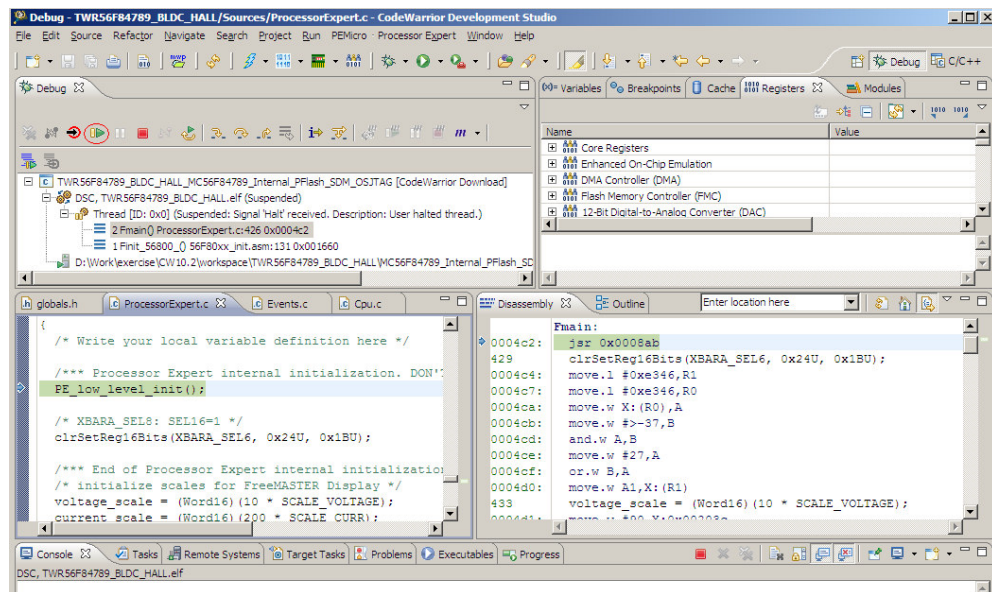 Debug - TWR56F84789_BLDC_HALL/Sources/ProcessorExpert.c - CodeWarrior Development Studio
File Edit Source Refactor Navigate Search Project Run PEMicro Processor Expert Window Help
Debug C/C++
Debug
(x)= Variables Breakpoints Cache Registers Modules
Name Value
Core Registers
Enhanced On-Chip Emulation
DMA Controller (DMA)
Flash Memory Controller (FMC)
12-Bit Digital-to-Analog Converter (DAC)
TWR56F84789_BLDC_HALL_MC56F84789_Internal_PFlash_SDM_OSJTAG [CodeWarrior Download]
DSC, TWR56F84789_BLDC_HALL.elf (Suspended)
Thread [ID: 0x0] (Suspended: Signal 'Halt' received. Description: User halted thread.)
2 Fmain() ProcessorExpert.c:426 0x0004c2
1 Finit_56800_() 56F80xx_init.asm:131 0x001660
D:\Work\exercise\CW10.2\workspace\TWR56F84789_BLDC_HALL\MC56F84789_Internal_PFlash_SD
globals.h ProcessorExpert.c Events.c Cpu.c
{
/* Write your local variable definition here */
/*** Processor Expert internal initialization. DON'T
PE_low_level_init();
/* XBARA_SEL8: SEL16=1 */
clrSetReg16Bits(XBARA_SEL6, 0x24U, 0x1BU);
/*** End of Processor Expert internal initialization
/* initialize scales for FreeMASTER Display */
voltage_scale = (Word16)(10 * SCALE_VOLTAGE);
current_scale = (Word16)(200 * SCALE_CURR);
Disassembly Outline Enter location here
Fmain:
0004c2: jsr 0x0008ab
429 clrSetReg16Bits(XBARA_SEL6, 0x24U, 0x1BU);
0004c4: move.l #0xe346,R1
0004c7: move.l #0xe346,R0
0004ca: move.w X:(R0),A
0004cb: move.w #>-37,B
0004cd: and.w A,B
0004ce: move.w #27,A
0004cf: or.w B,A
0004d0: move.w A1,X:(R1)
433 voltage_scale = (Word16)(10 * SCALE_VOLTAGE);
0004d1:
Console Tasks Remote Systems Target Tasks Problems Executables Progress
DSC, TWR56F84789_BLDC_HALL.elf